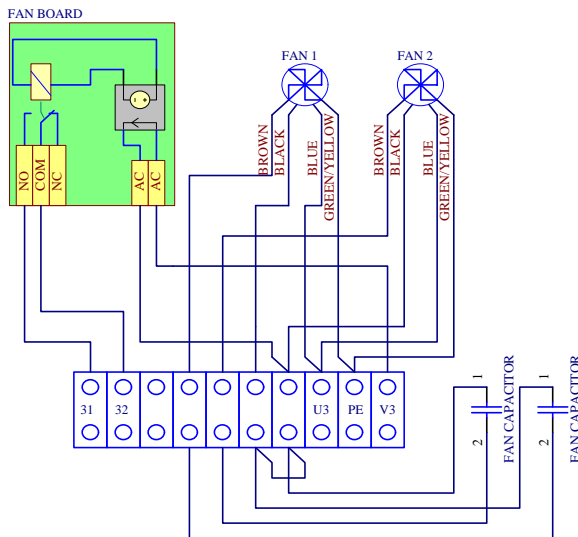 FAN BOARD
FAN 1
FAN 2
NO
COM
NC
AC
AC
BROWN
BLACK
BLUE
GREEN/YELLOW
BROWN
BLACK
BLUE
GREEN/YELLOW
31
32
U3
PE
V3
1
2
FAN CAPACITOR
1
2
FAN CAPACITOR